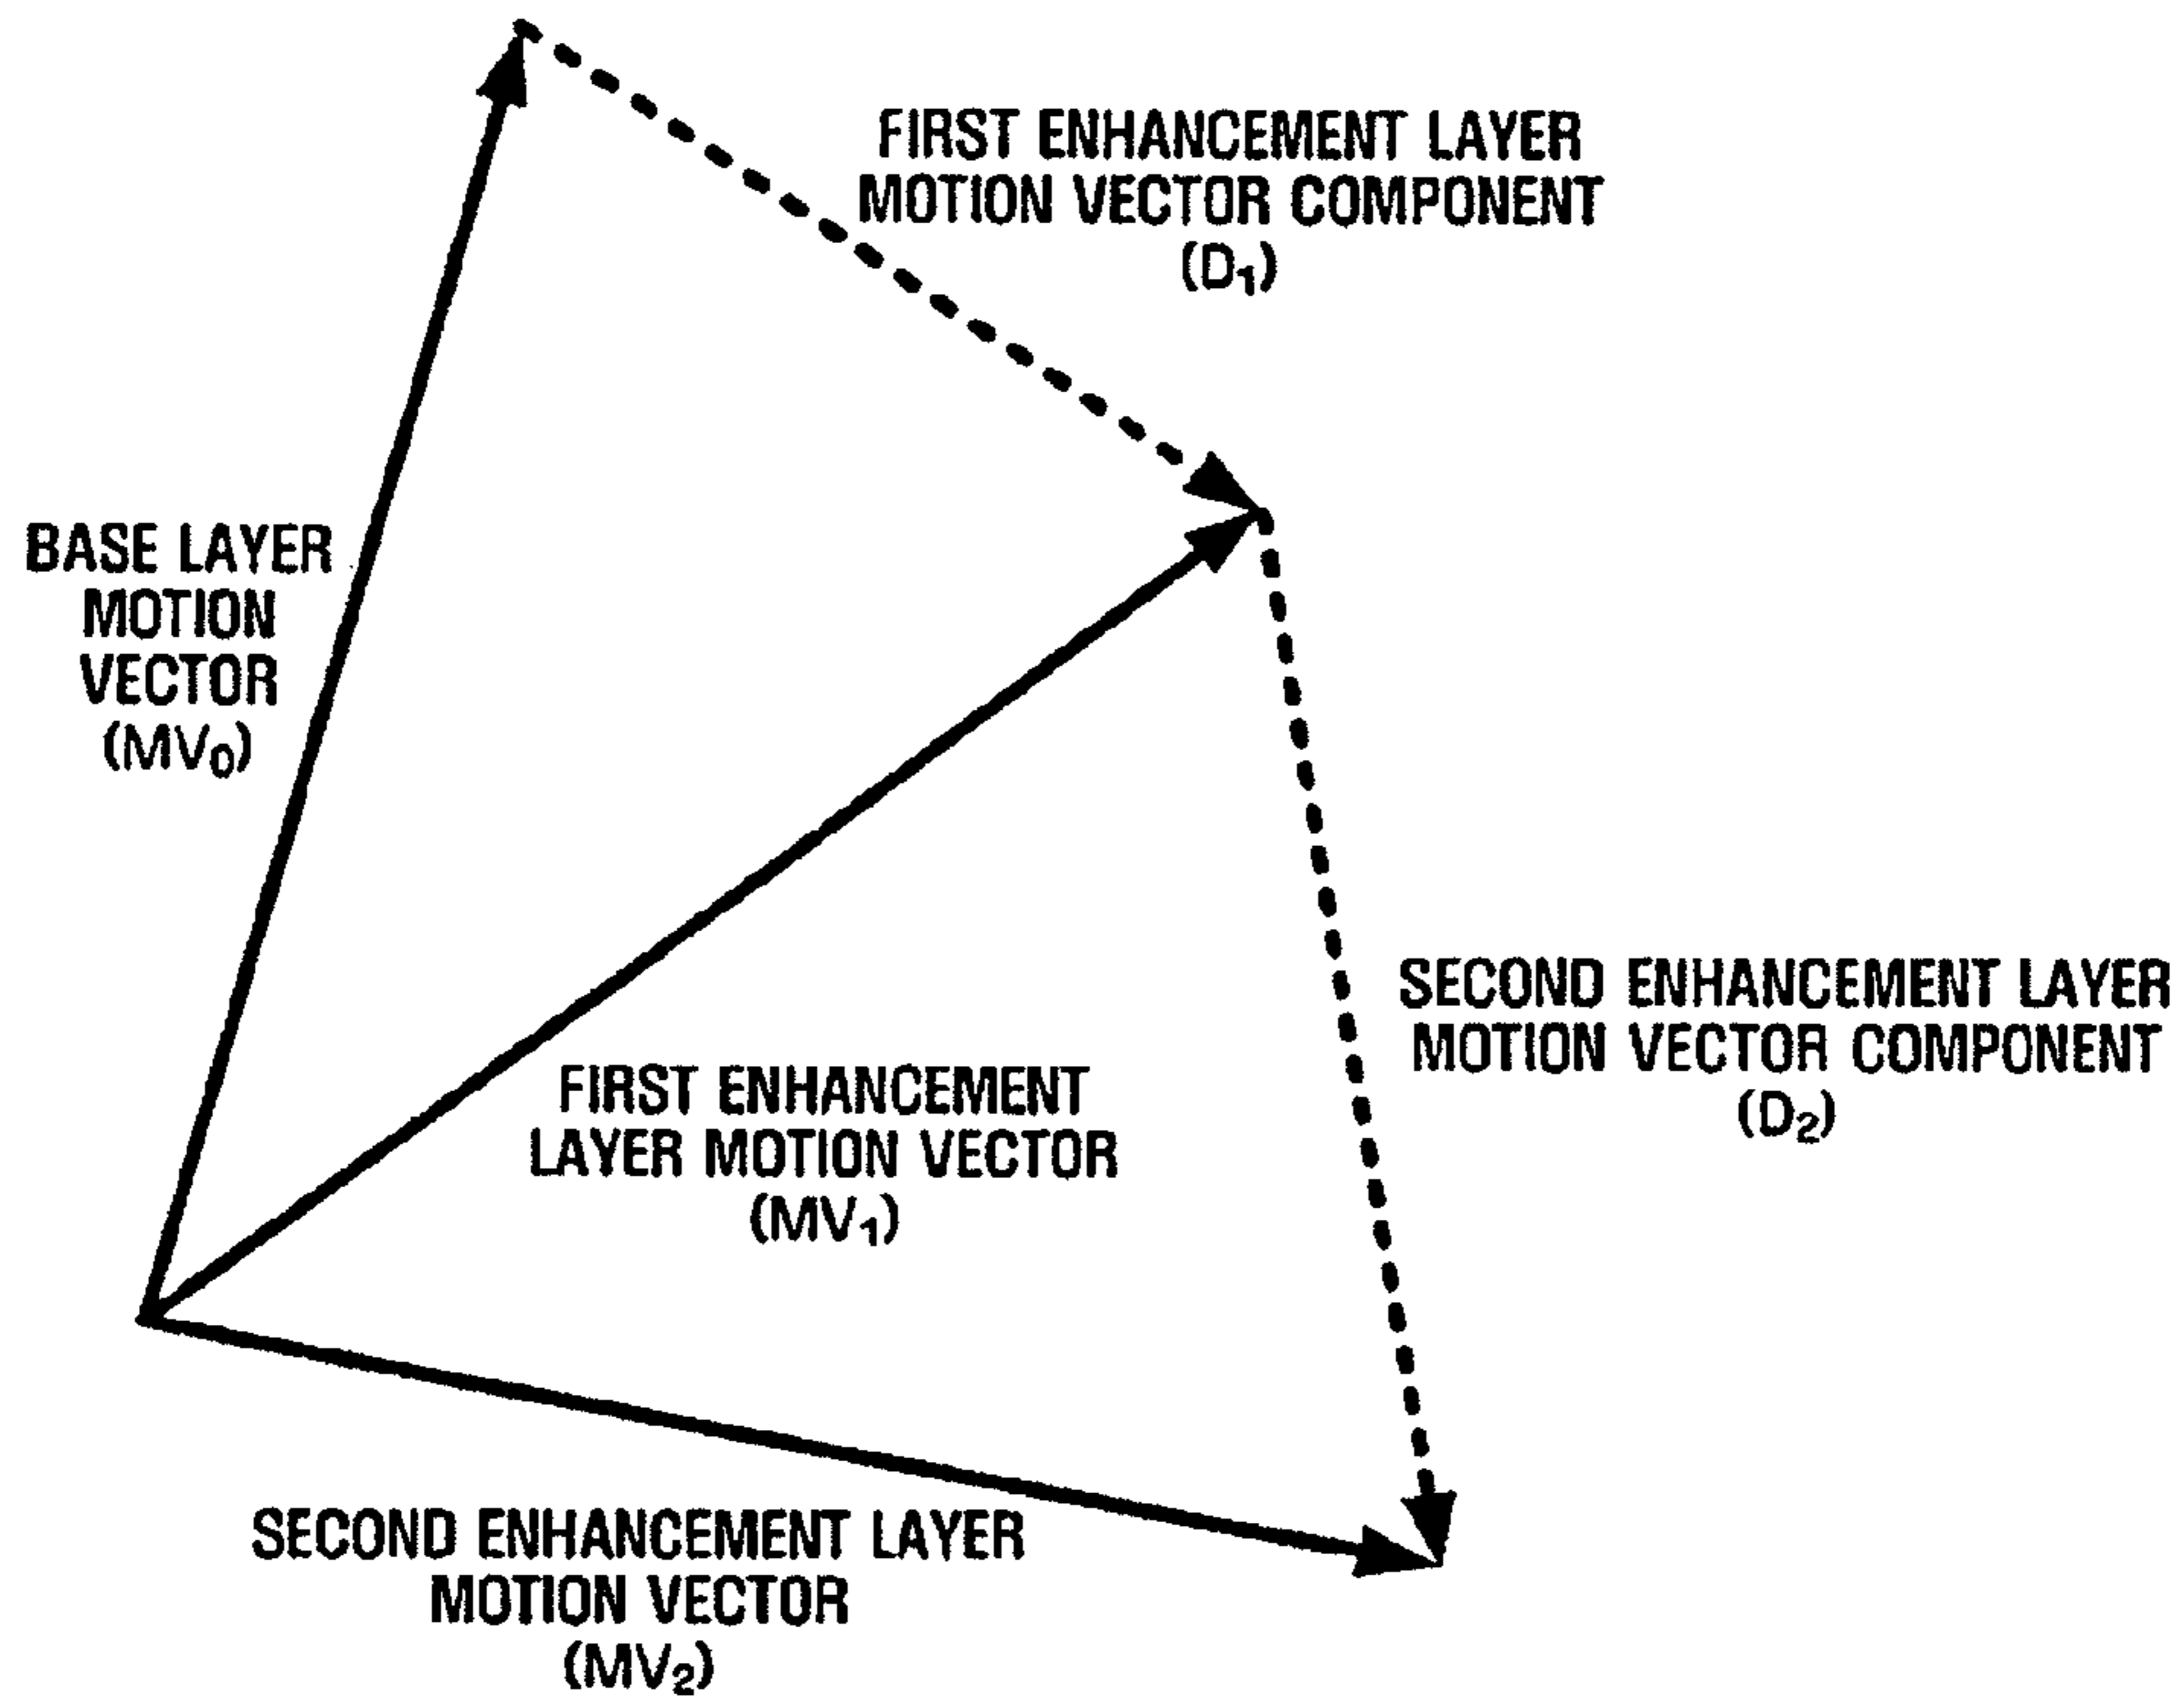 FIRST ENHANCEMENT LAYER
MOTION VECTOR COMPONENT
(D₁)
BASE LAYER
MOTION
VECTOR
(MV₀)
SECOND ENHANCEMENT LAYER
MOTION VECTOR COMPONENT
(D₂)
FIRST ENHANCEMENT
LAYER MOTION VECTOR
(MV₁)
SECOND ENHANCEMENT LAYER
MOTION VECTOR
(MV₂)